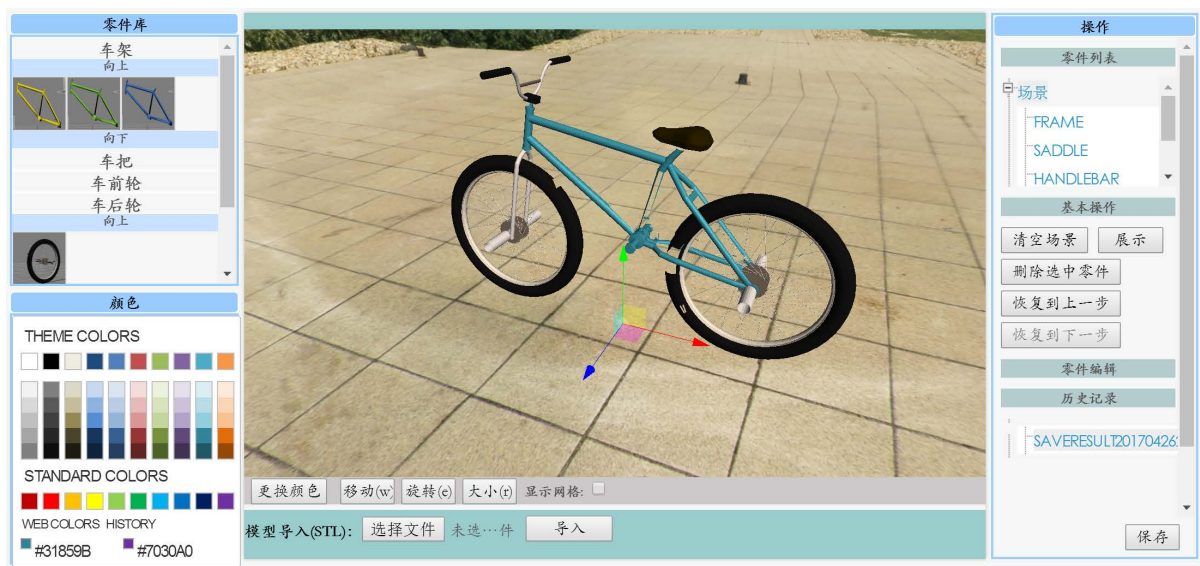 零件库
车架
向上
向下
车把
车前轮
车后轮
向上
颜色
THEME COLORS
STANDARD COLORS
WEB COLORS HISTORY
#31859B #7030A0
更换颜色 移动(w) 旋转(e) 大小(r) 显示网格:
模型导入(STL): 选择文件 未选…件 导入
操作
零件列表
场景
FRAME
SADDLE
HANDLEBAR
基本操作
清空场景 展示
删除选中零件
恢复到上一步
恢复到下一步
零件编辑
历史记录
SAVERESULT2017042
保存